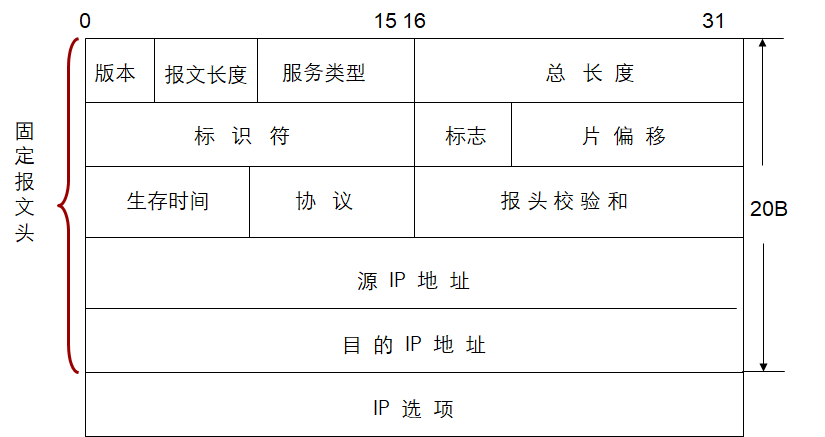 0 15 16 31
版本 报文长度 服务类型 总 长 度
标 识 符 标志 片 偏 移
固定报文头
生存时间 协 议 报 头 校 验 和
20B
源 IP 地 址
目 的 IP 地 址
IP 选 项